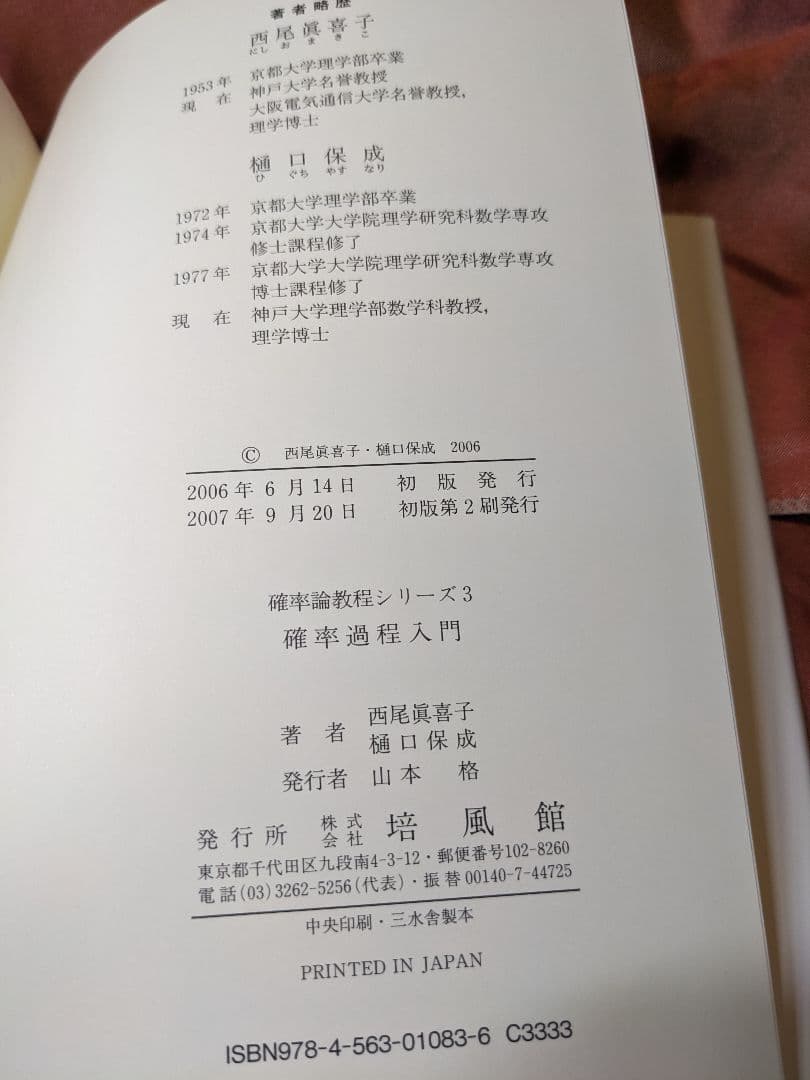 著者略歴
西尾眞喜子
にし お ま き こ
1953年 京都大学理学部卒業
現 在 神戸大学名誉教授
大阪電気通信大学名誉教授,
理学博士
樋口保成
ひ ぐち やす なり
1972年 京都大学理学部卒業
1974年 京都大学大学院理学研究科数学専攻
修士課程修了
1977年 京都大学大学院理学研究科数学専攻
博士課程修了
現 在 神戸大学理学部数学科教授,
理学博士
© 西尾眞喜子・樋口保成 2006
2006年 6 月14日 初 版 発 行
2007年 9 月20日 初版第2刷発行
確率論教程シリーズ3
確率過程入門
著 者 西尾眞喜子
樋口保成
発行者 山本 格
発行所 株式会社 培 風 館
東京都千代田区九段南4-3-12・郵便番号102-8260
電話(03)3262-5256(代表)・振替00140-7-44725
中央印刷・三水舎製本
PRINTED IN JAPAN
ISBN978-4-563-01083-6 C3333